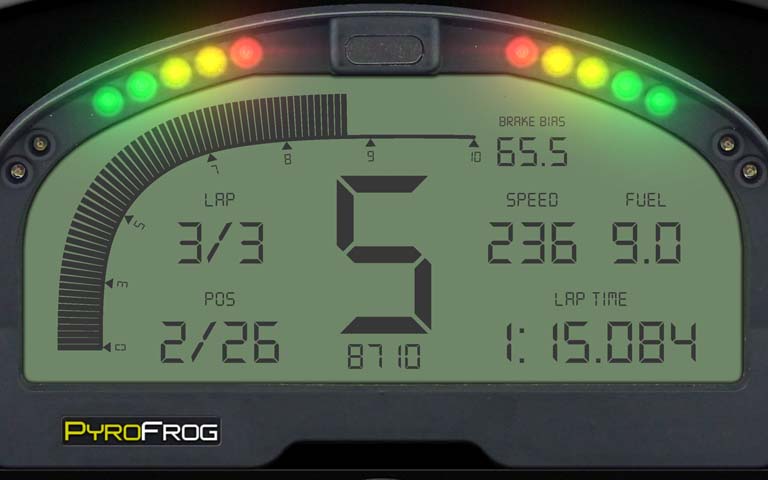 BRAKE BIAS
65.5
0
3
5
7
8
9
10
LAP
3/3
5
SPEED
236
FUEL
9.0
POS
2/26
8710
LAP TIME
1:15.084
PYROFROG